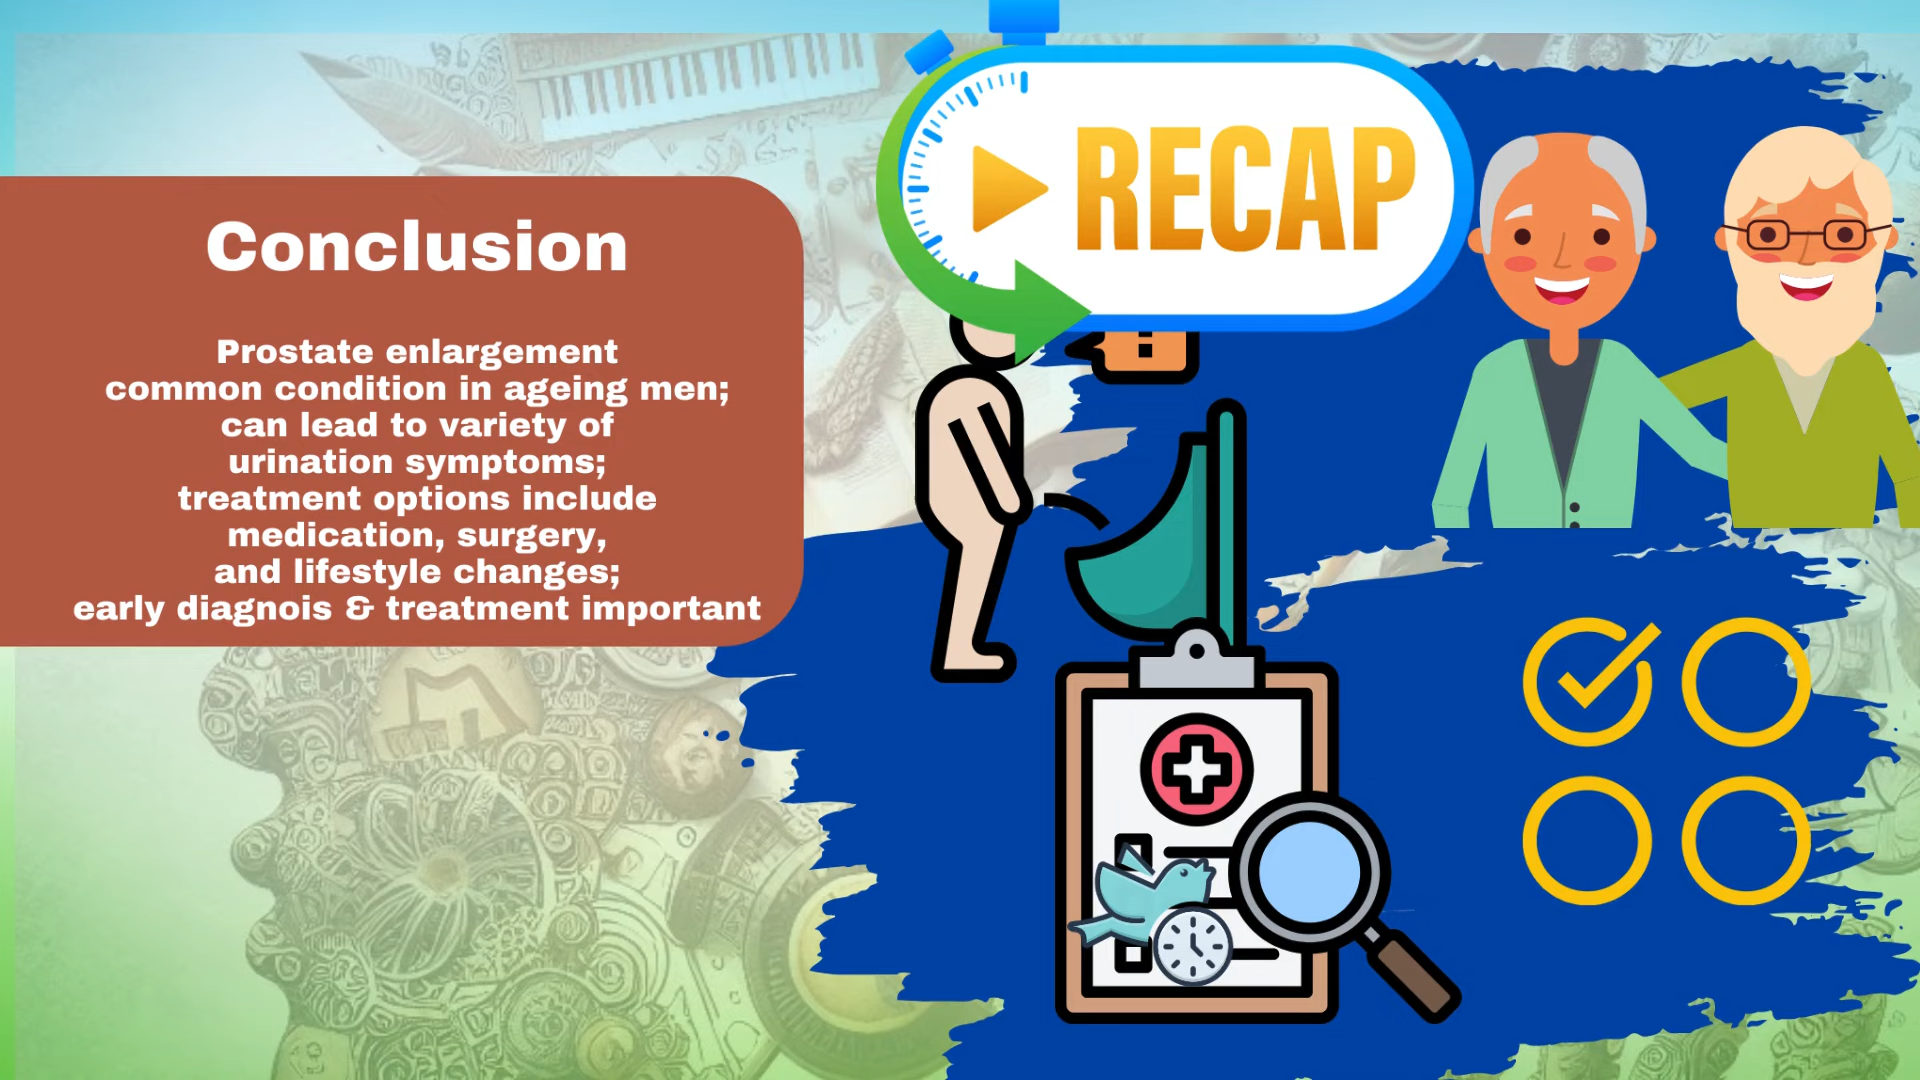 RECAP
Conclusion
Prostate enlargement
common condition in ageing men;
can lead to variety of
urination symptoms;
treatment options include
medication, surgery,
and lifestyle changes;
early diagnois & treatment important